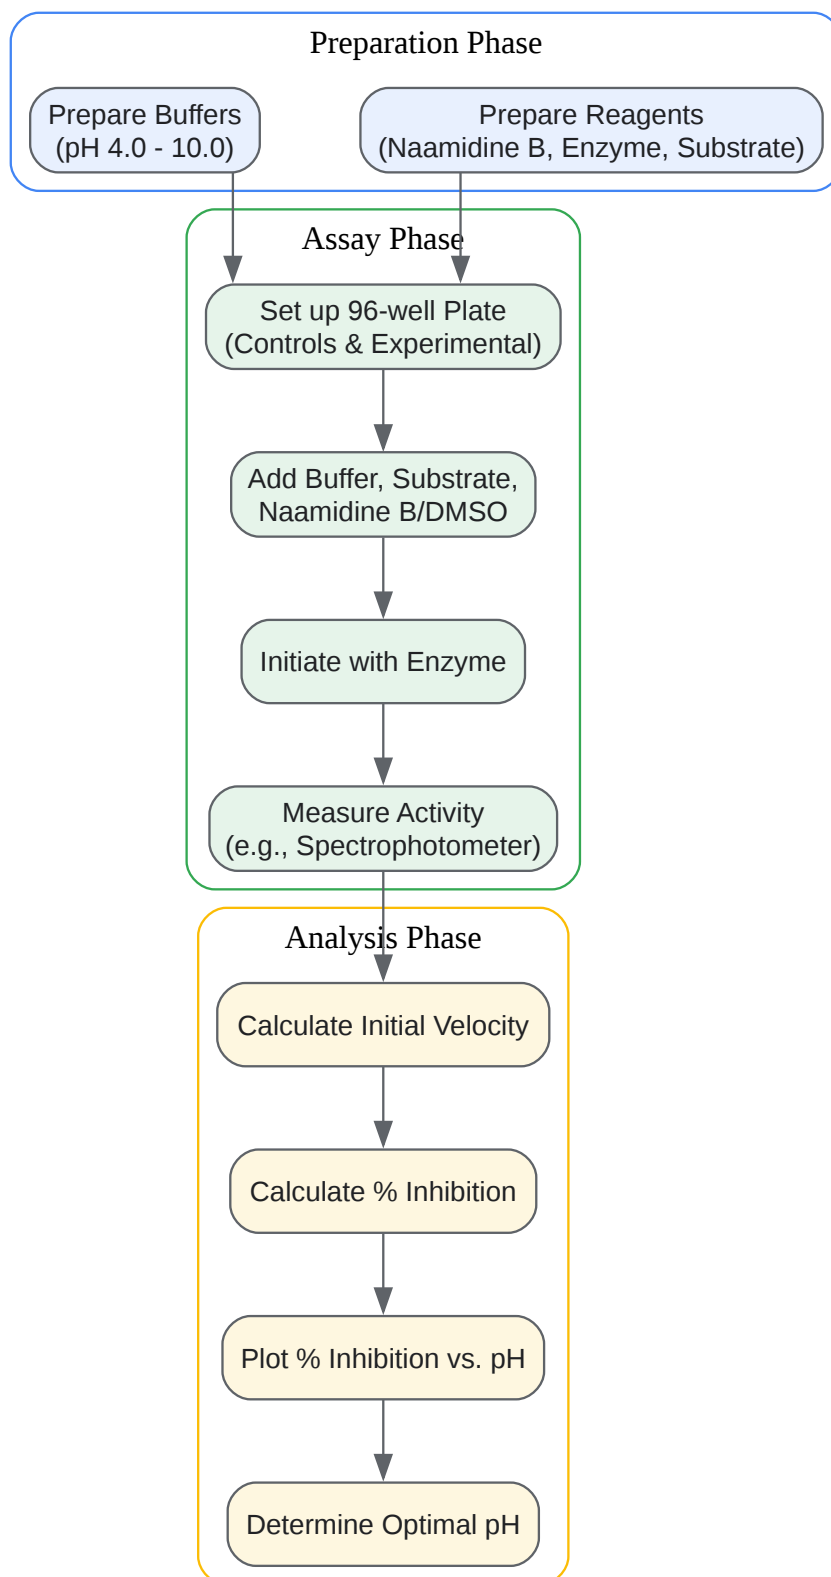 Preparation Phase
Prepare Buffers
(pH 4.0 - 10.0)
Prepare Reagents
(Naamidine B, Enzyme, Substrate)
Assay Phase
Set up 96-well Plate
(Controls & Experimental)
Add Buffer, Substrate,
Naamidine B/DMSO
Initiate with Enzyme
Measure Activity
(e.g., Spectrophotometer)
Analysis Phase
Calculate Initial Velocity
Calculate % Inhibition
Plot % Inhibition vs. pH
Determine Optimal pH